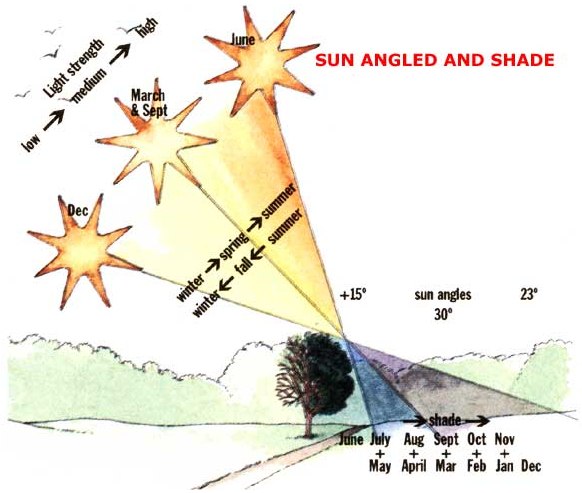 SUN ANGLED AND SHADE
June
high
Light strength
medium
low
March
& Sept
Dec
winter → spring → summer
winter ← fall ← summer
+15° sun angles 23°
30°
→ shade →
June July Aug Sept Oct Nov
+ + + + +
May April Mar Feb Jan Dec